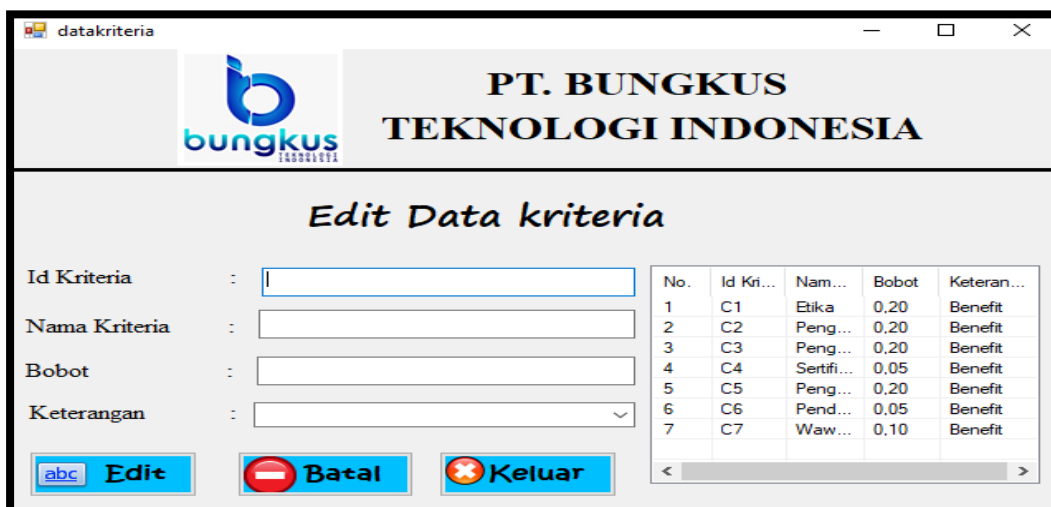 datakriteria
bungkus
TEKNOLOGI
INDONESIA
PT. BUNGKUS
TEKNOLOGI INDONESIA
Edit Data kriteria
Id Kriteria :
Nama Kriteria :
Bobot :
Keterangan :
No. Id Kri... Nam... Bobot Keteran...
1 C1 Etika 0,20 Benefit
2 C2 Peng... 0,20 Benefit
3 C3 Peng... 0,20 Benefit
4 C4 Sertifi... 0,05 Benefit
5 C5 Peng... 0,20 Benefit
6 C6 Pend... 0,05 Benefit
7 C7 Waw... 0,10 Benefit
abc Edit Batal Keluar